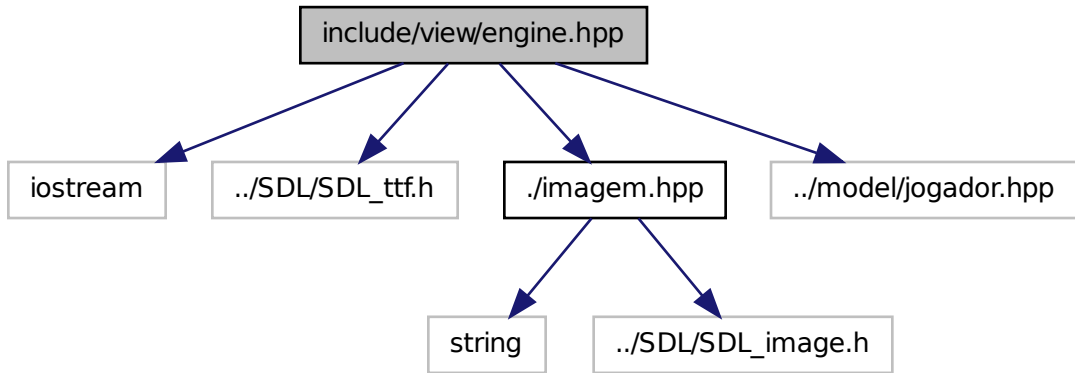 include/view/engine.hpp
iostream
../SDL/SDL_ttf.h
./imagem.hpp
../model/jogador.hpp
string
../SDL/SDL_image.h